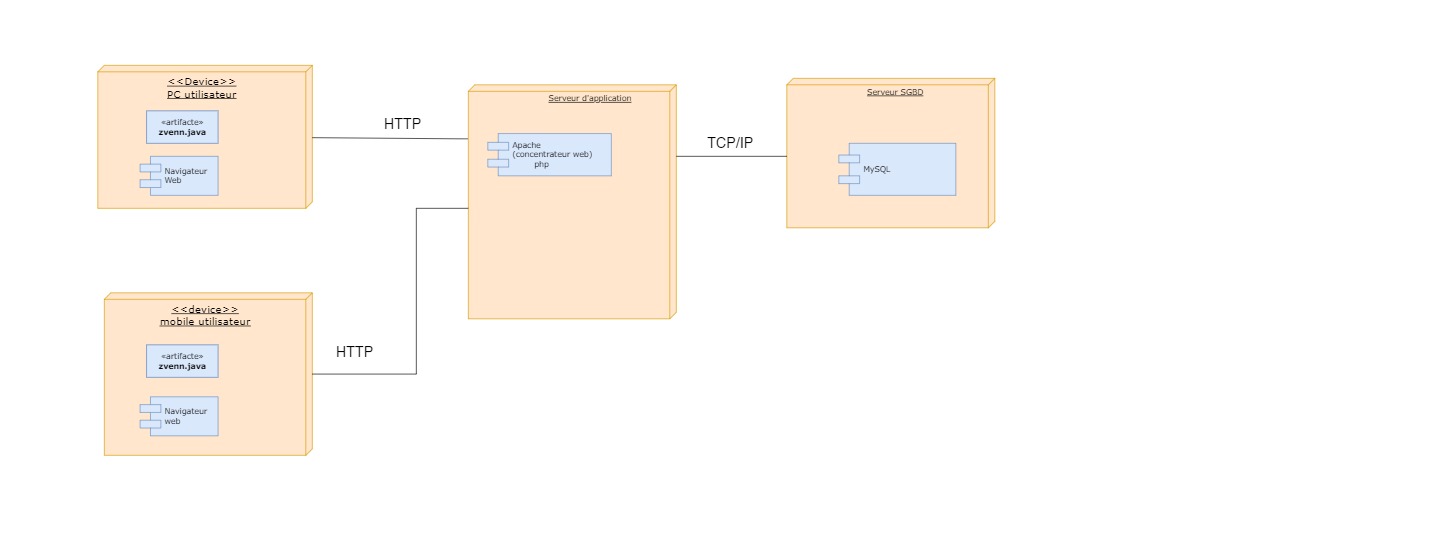 <<Device>>
PC utilisateur
«artifacte»
zvenn.java
Navigateur
Web
HTTP
Serveur d'application
Apache
(concentrateur web)
php
TCP/IP
Serveur SGBD
MySQL
<<device>>
mobile utilisateur
«artifacte»
zvenn.java
Navigateur
web
HTTP